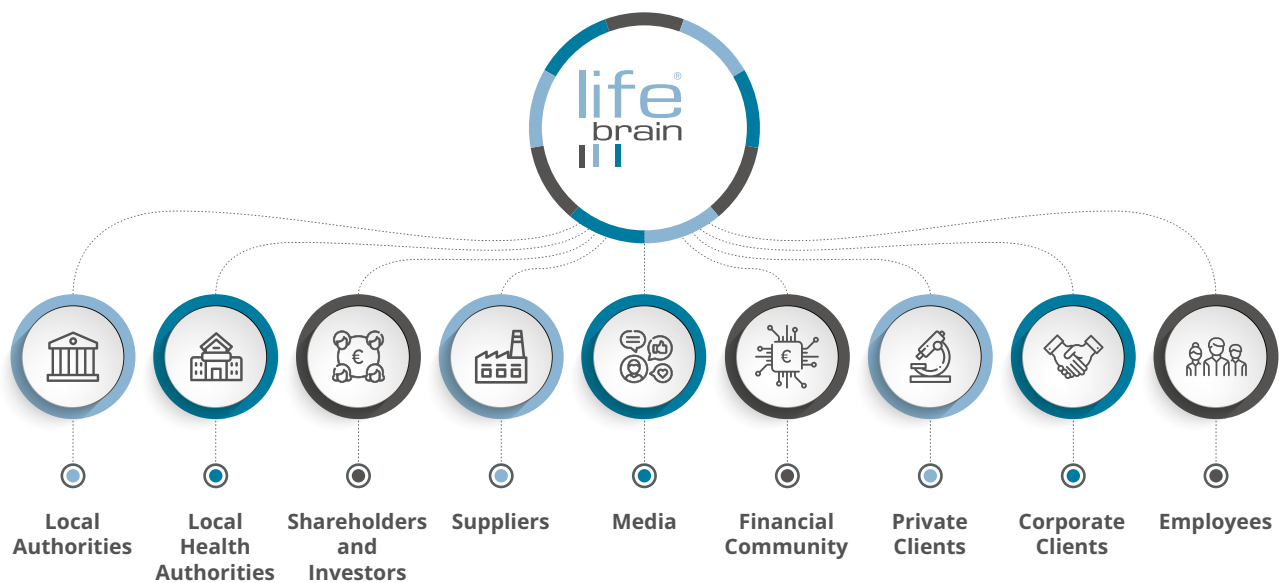 life®
brain
€
€
Local
Authorities
Local
Health
Authorities
Shareholders
and
Investors
Suppliers
Media
Financial
Community
Private
Clients
Corporate
Clients
Employees